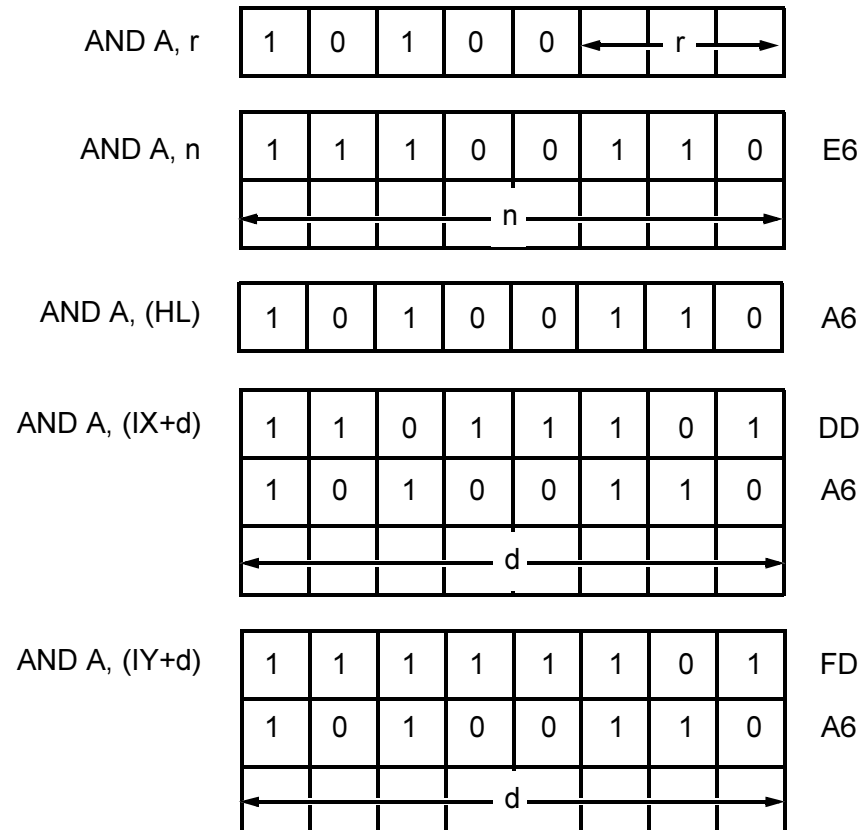 AND A, r 1 0 1 0 0 r
AND A, n 1 1 1 0 0 1 1 0 E6
n
AND A, (HL) 1 0 1 0 0 1 1 0 A6
AND A, (IX+d) 1 1 0 1 1 1 0 1 DD
1 0 1 0 0 1 1 0 A6
d
AND A, (IY+d) 1 1 1 1 1 1 0 1 FD
1 0 1 0 0 1 1 0 A6
d